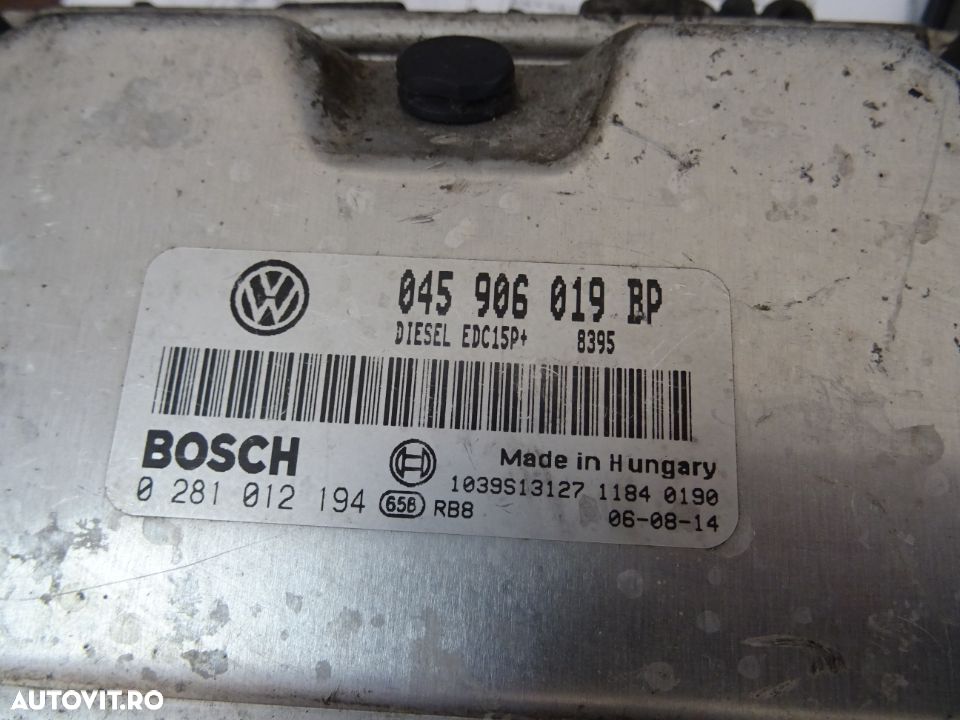 045 906 019 BP
DIESEL EDC15P+ 8395
BOSCH
Made in Hungary
0 281 012 194 656 RB8
1039S13127 1184 0190
06-08-14
AUTOVIT.RO